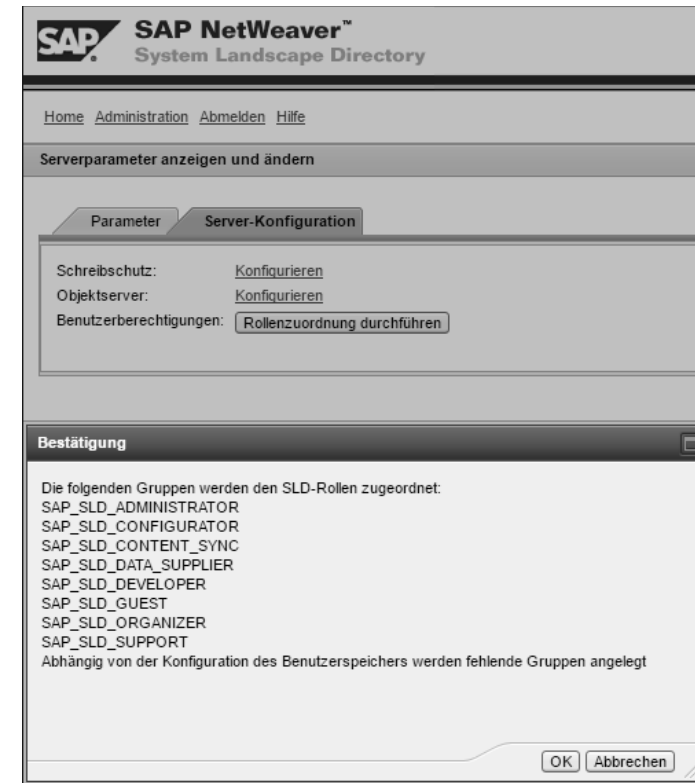 SAP SAP NetWeaver™
System Landscape Directory
Home Administration Abmelden Hilfe
Serverparameter anzeigen und ändern
Parameter Server-Konfiguration
Schreibschutz: Konfigurieren
Objektserver: Konfigurieren
Benutzerberechtigungen: Rollenzuordnung durchführen
Bestätigung
Die folgenden Gruppen werden den SLD-Rollen zugeordnet:
SAP_SLD_ADMINISTRATOR
SAP_SLD_CONFIGURATOR
SAP_SLD_CONTENT_SYNC
SAP_SLD_DATA_SUPPLIER
SAP_SLD_DEVELOPER
SAP_SLD_GUEST
SAP_SLD_ORGANIZER
SAP_SLD_SUPPORT
Abhängig von der Konfiguration des Benutzerspeichers werden fehlende Gruppen angelegt
OK Abbrechen